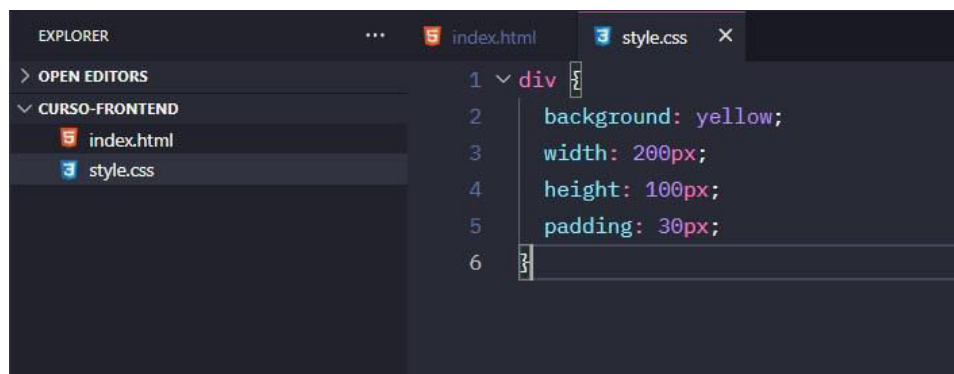 EXPLORER ...
OPEN EDITORS
CURSO-FRONTEND
index.html
style.css
index.html style.css
1 div {
2 background: yellow;
3 width: 200px;
4 height: 100px;
5 padding: 30px;
6 }